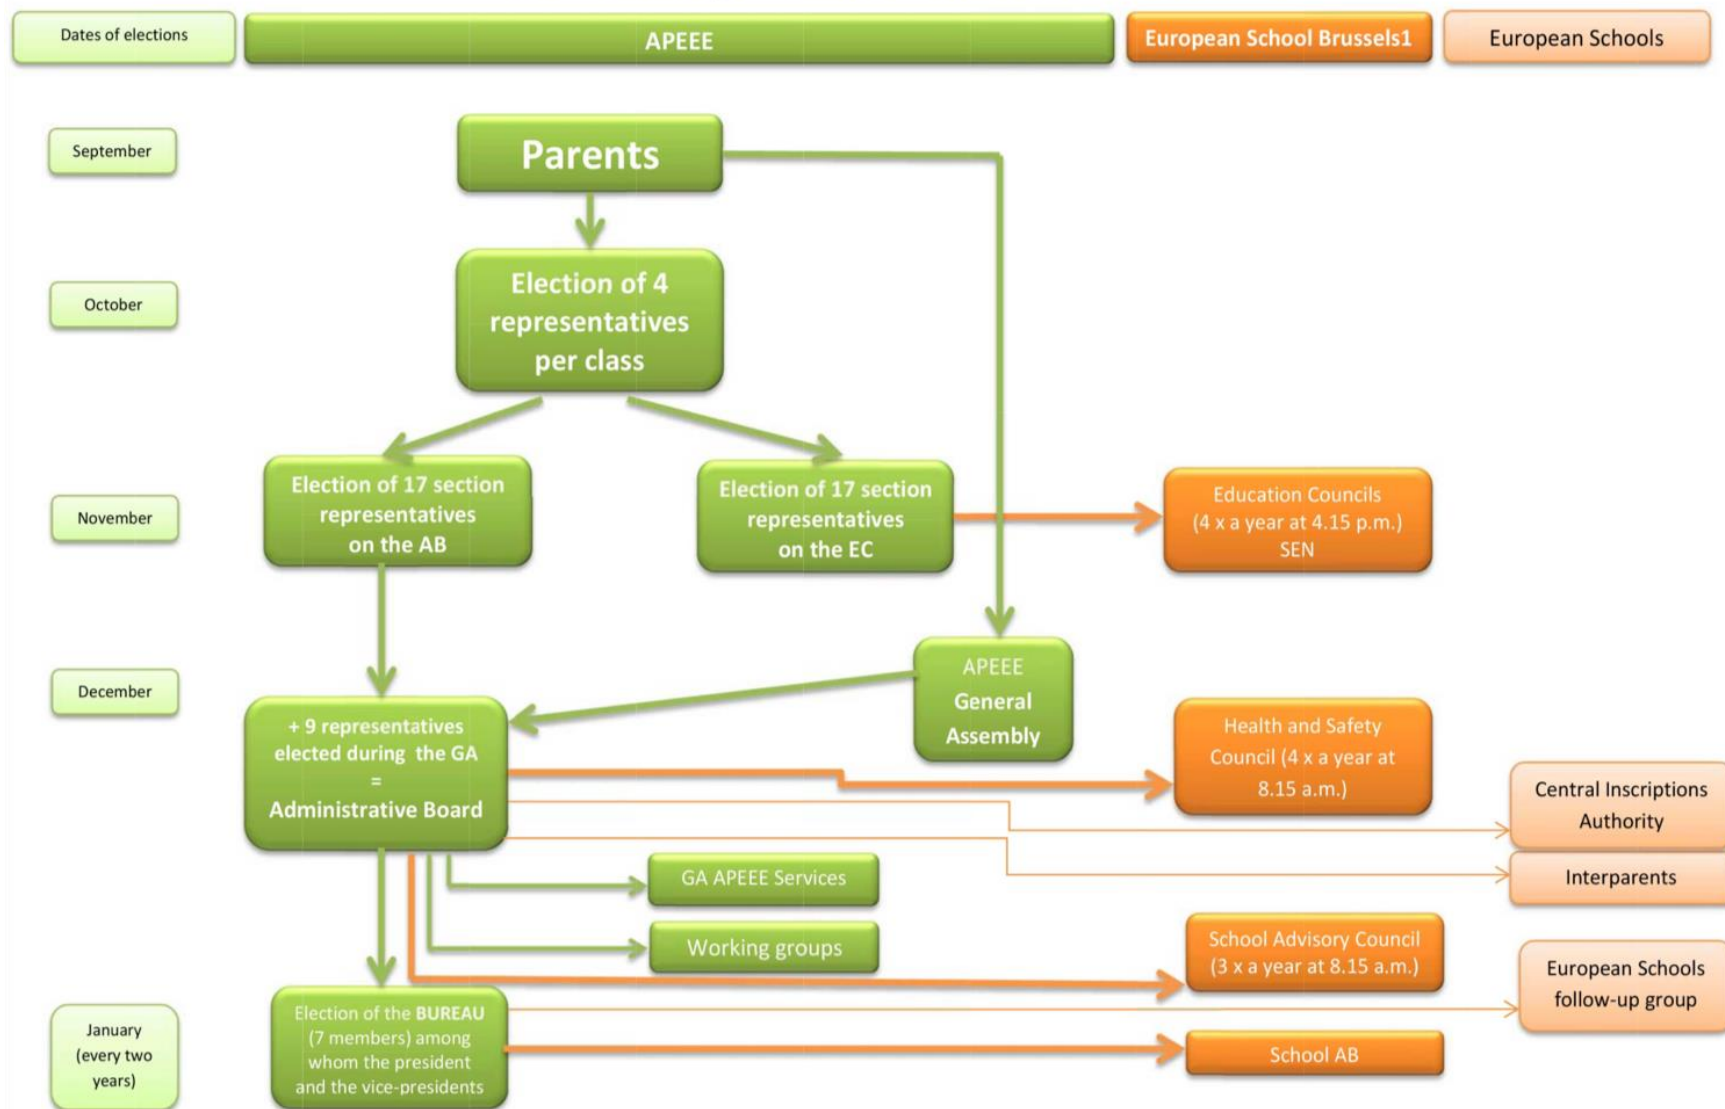 Dates of elections
APEEE
European School Brussels1
European Schools
September
Parents
October
Election of 4
representatives
per class
November
Election of 17 section
representatives
on the AB
Election of 17 section
representatives
on the EC
Education Councils
(4 x a year at 4.15 p.m.)
SEN
December
APEEE
General
Assembly
+ 9 representatives
elected during the GA
=
Administrative Board
Health and Safety
Council (4 x a year at
8.15 a.m.)
Central Inscriptions
Authority
GA APEEE Services
Interparents
Working groups
School Advisory Council
(3 x a year at 8.15 a.m.)
European Schools
follow-up group
January
(every two
years)
Election of the BUREAU
(7 members) among
whom the president
and the vice-presidents
School AB